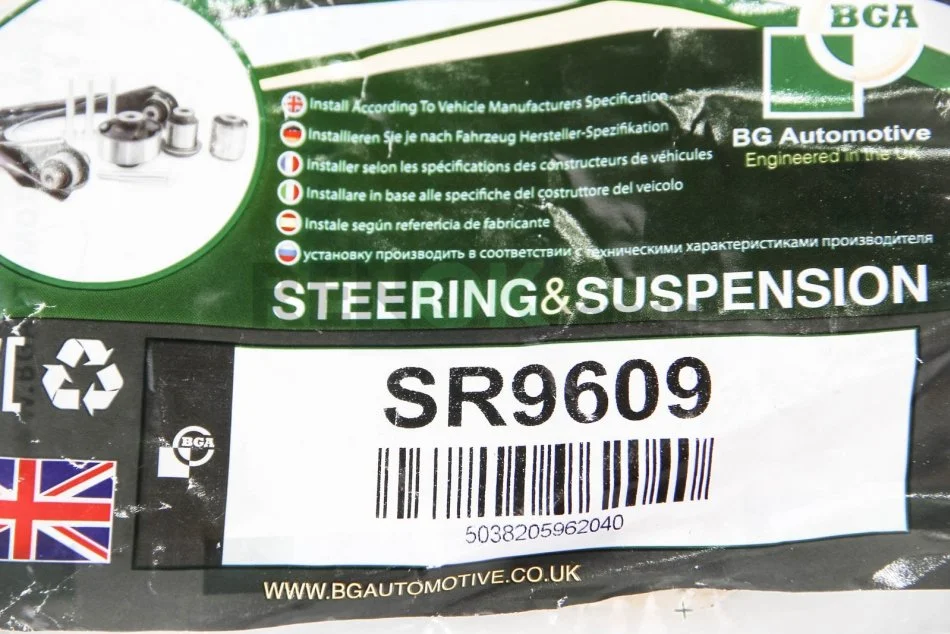 BGA
BG Automotive
Engineered in the UK
Install According To Vehicle Manufacturers Specification
Installieren Sie Je nach Fahrzeug Hersteller-Spezifikation
Installer selon les spécifications des constructeurs de véhicules
Installare in base alle specifiche del costruttore del veicolo
Instale según referencia de fabricante
установку производить в соответствии с техническими характеристиками производителя
STEERING&SUSPENSION
SR9609
BGA
5038205962040
WWW.BGAUTOMOTIVE.CO.UK